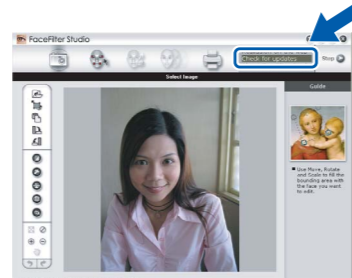 FaceFilter Studio
Check for updates
Stop
Select Image
Guide
Use Move, Rotate
and Scale to fill the
bounding area with
the face you want
to edit.